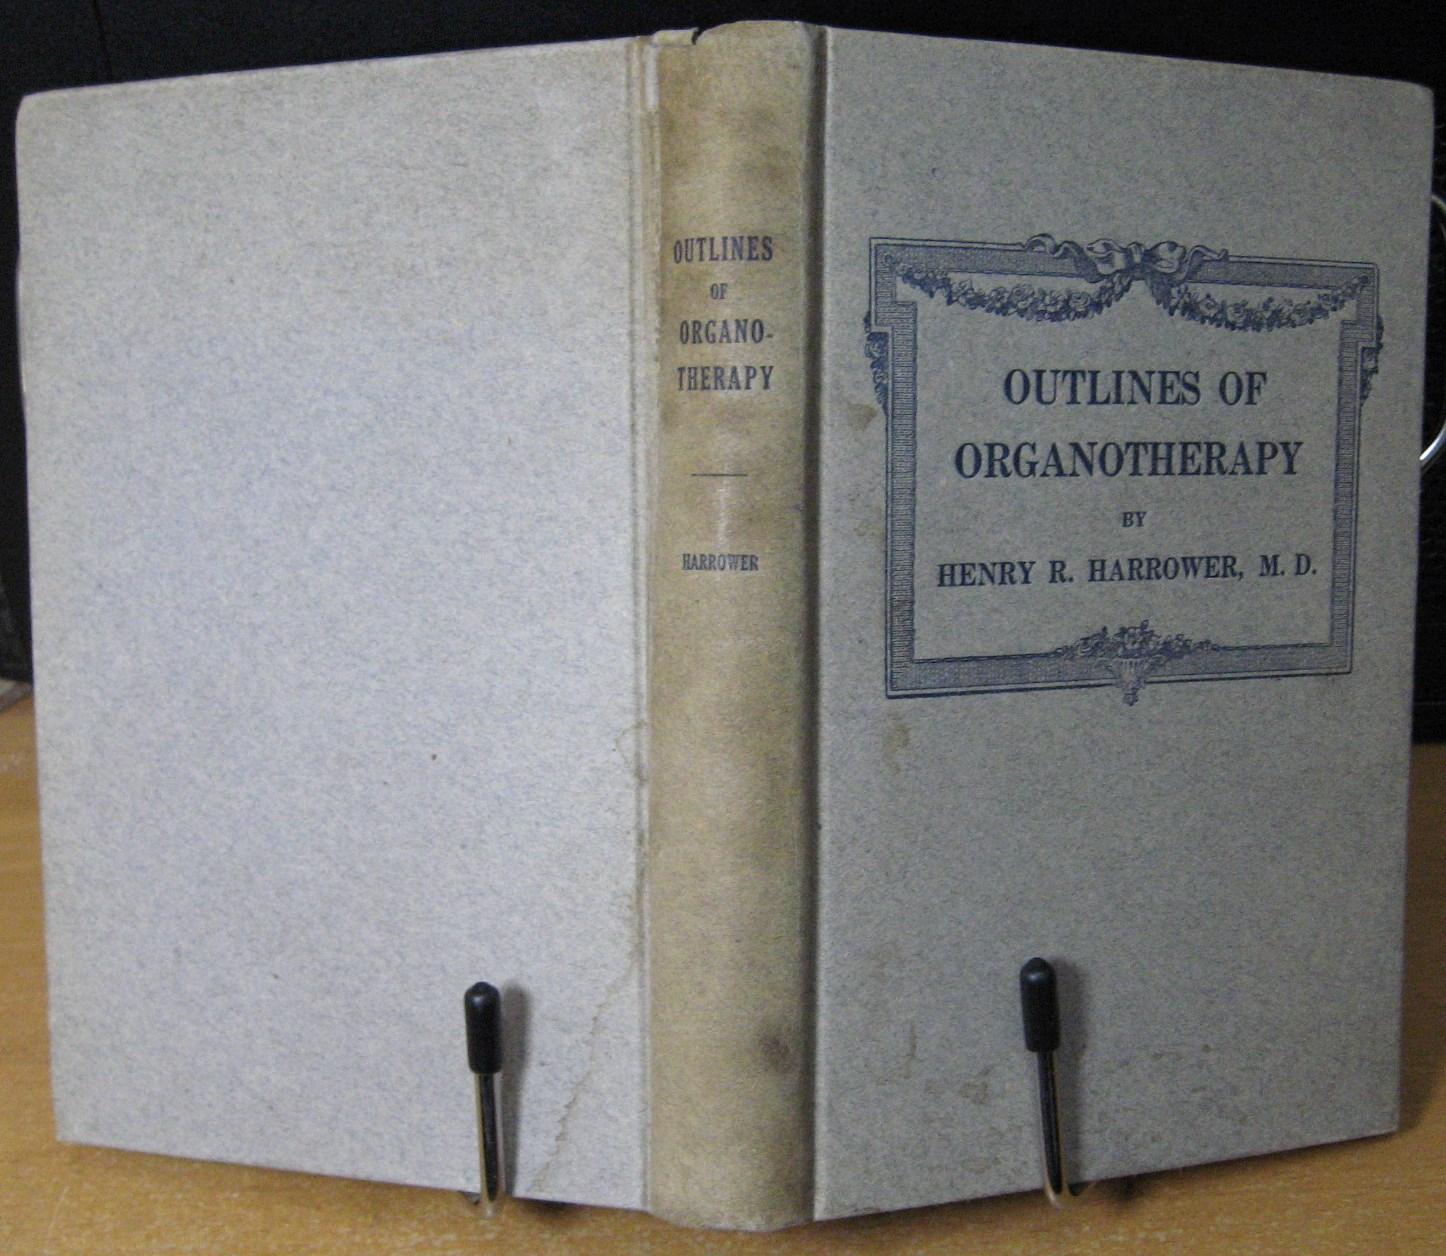 OUTLINES
OF
ORGANO-
THERAPY
HARROWER
OUTLINES OF
ORGANOTHERAPY
BY
HENRY R. HARROWER, M. D.